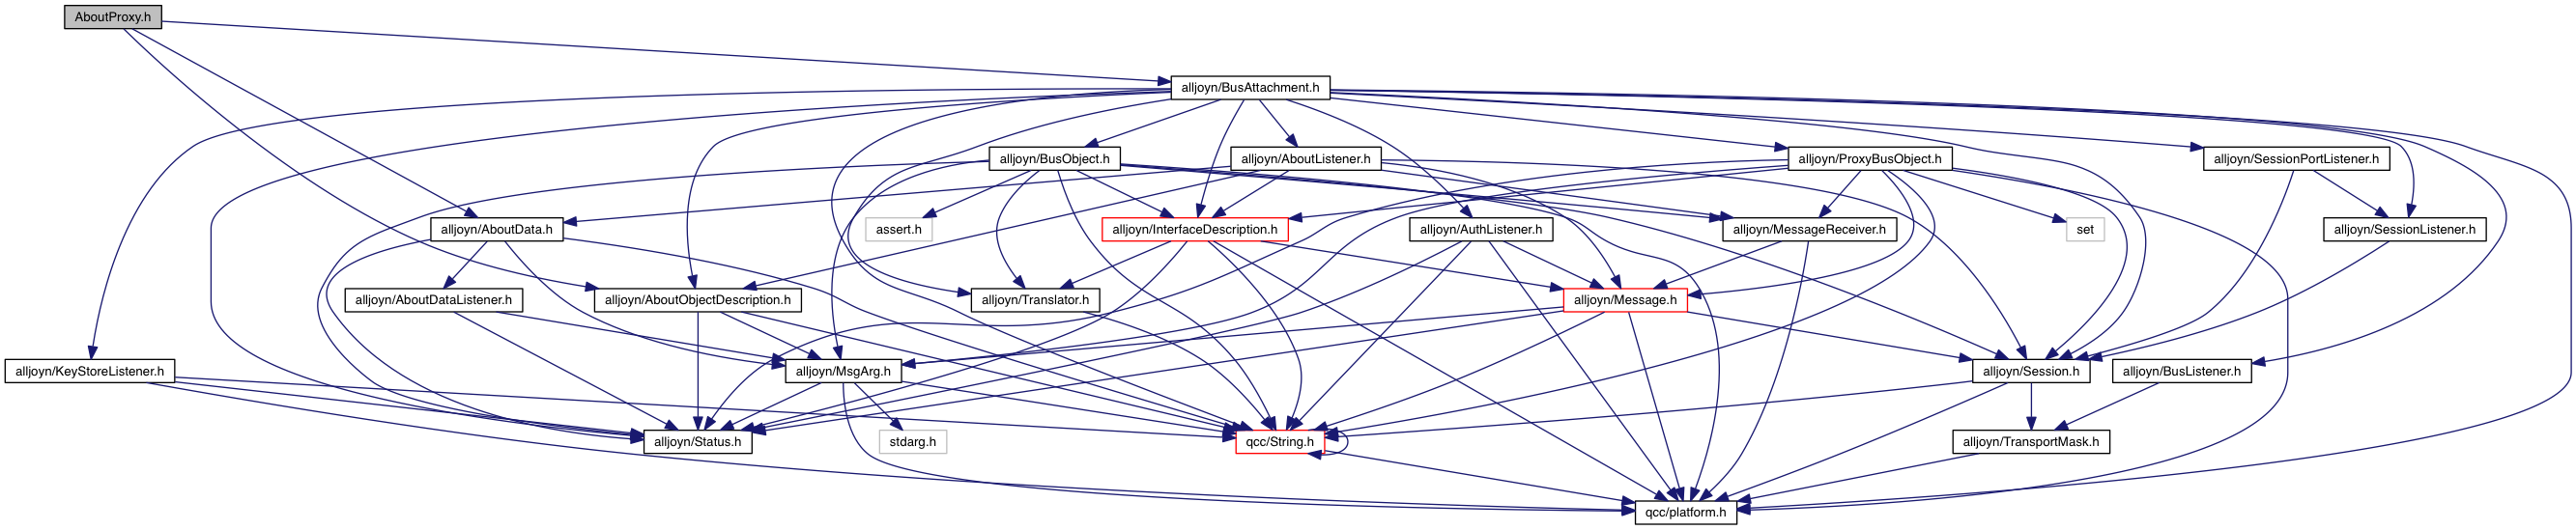 AboutProxy.h
alljoyn/BusAttachment.h
alljoyn/BusObject.h
alljoyn/AboutListener.h
alljoyn/ProxyBusObject.h
alljoyn/SessionPortListener.h
alljoyn/AboutData.h
assert.h
alljoyn/InterfaceDescription.h
alljoyn/AuthListener.h
alljoyn/MessageReceiver.h
set
alljoyn/SessionListener.h
alljoyn/AboutDataListener.h
alljoyn/AboutObjectDescription.h
alljoyn/Translator.h
alljoyn/Message.h
alljoyn/KeyStoreListener.h
alljoyn/MsgArg.h
alljoyn/Session.h
alljoyn/BusListener.h
alljoyn/Status.h
stdarg.h
qcc/String.h
alljoyn/TransportMask.h
qcc/platform.h